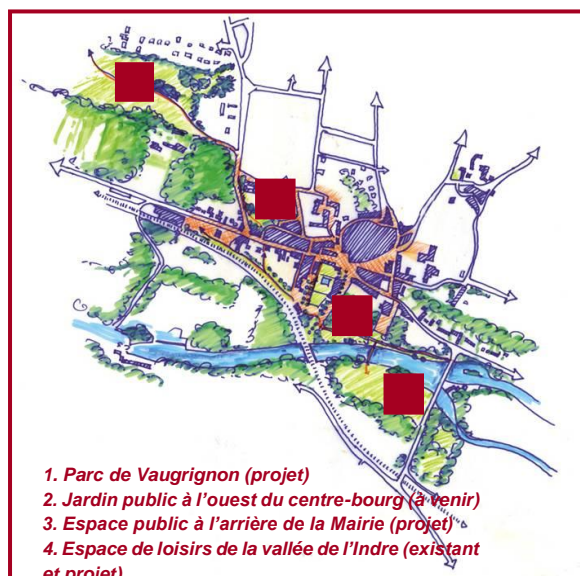 1. Parc de Vaugrignon (projet)
2. Jardin public à l’ouest du centre-bourg (à venir)
3. Espace public à l’arrière de la Mairie (projet)
4. Espace de loisirs de la vallée de l’Indre (existant
et projet)